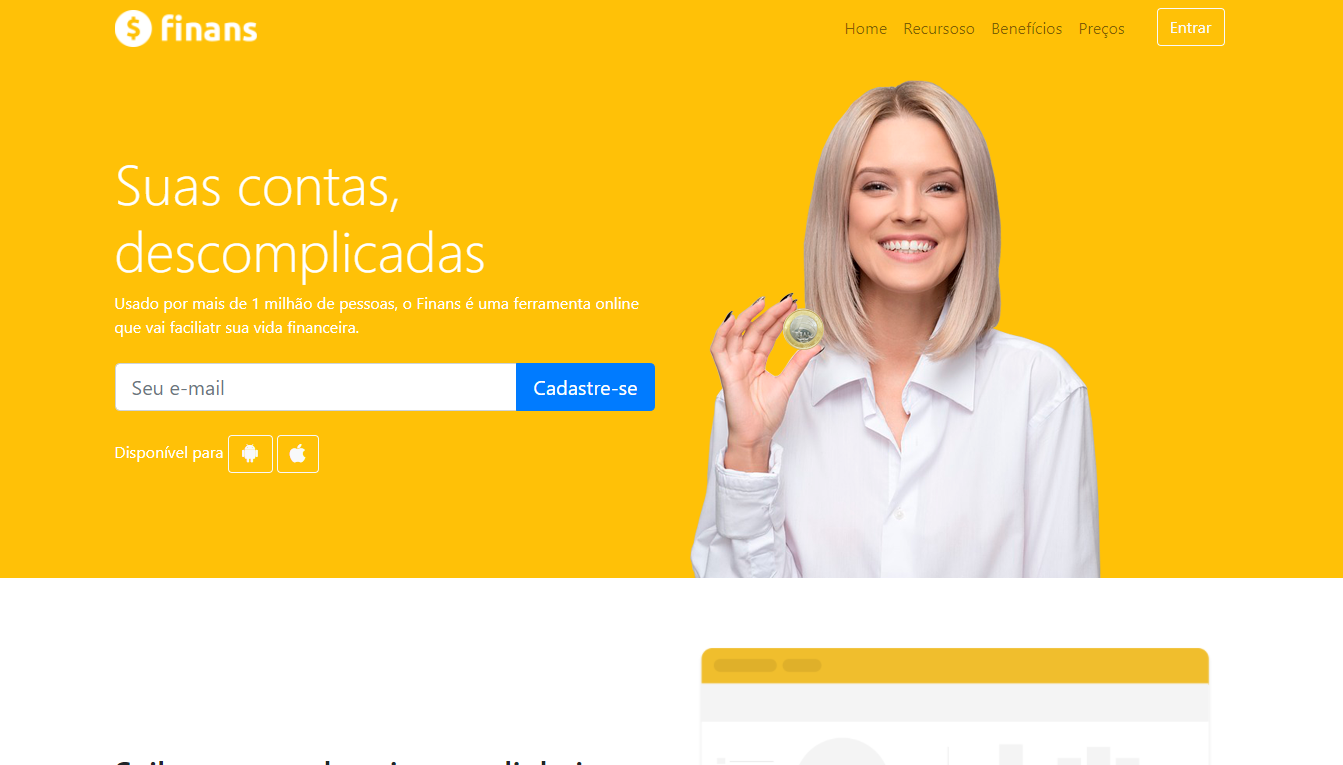 finans
Home Recursoso Benefícios Preços Entrar
Suas contas,
descomplicadas
Usado por mais de 1 milhão de pessoas, o Finans é uma ferramenta online
que vai faciliatr sua vida financeira.
Seu e-mail Cadastre-se
Disponível para